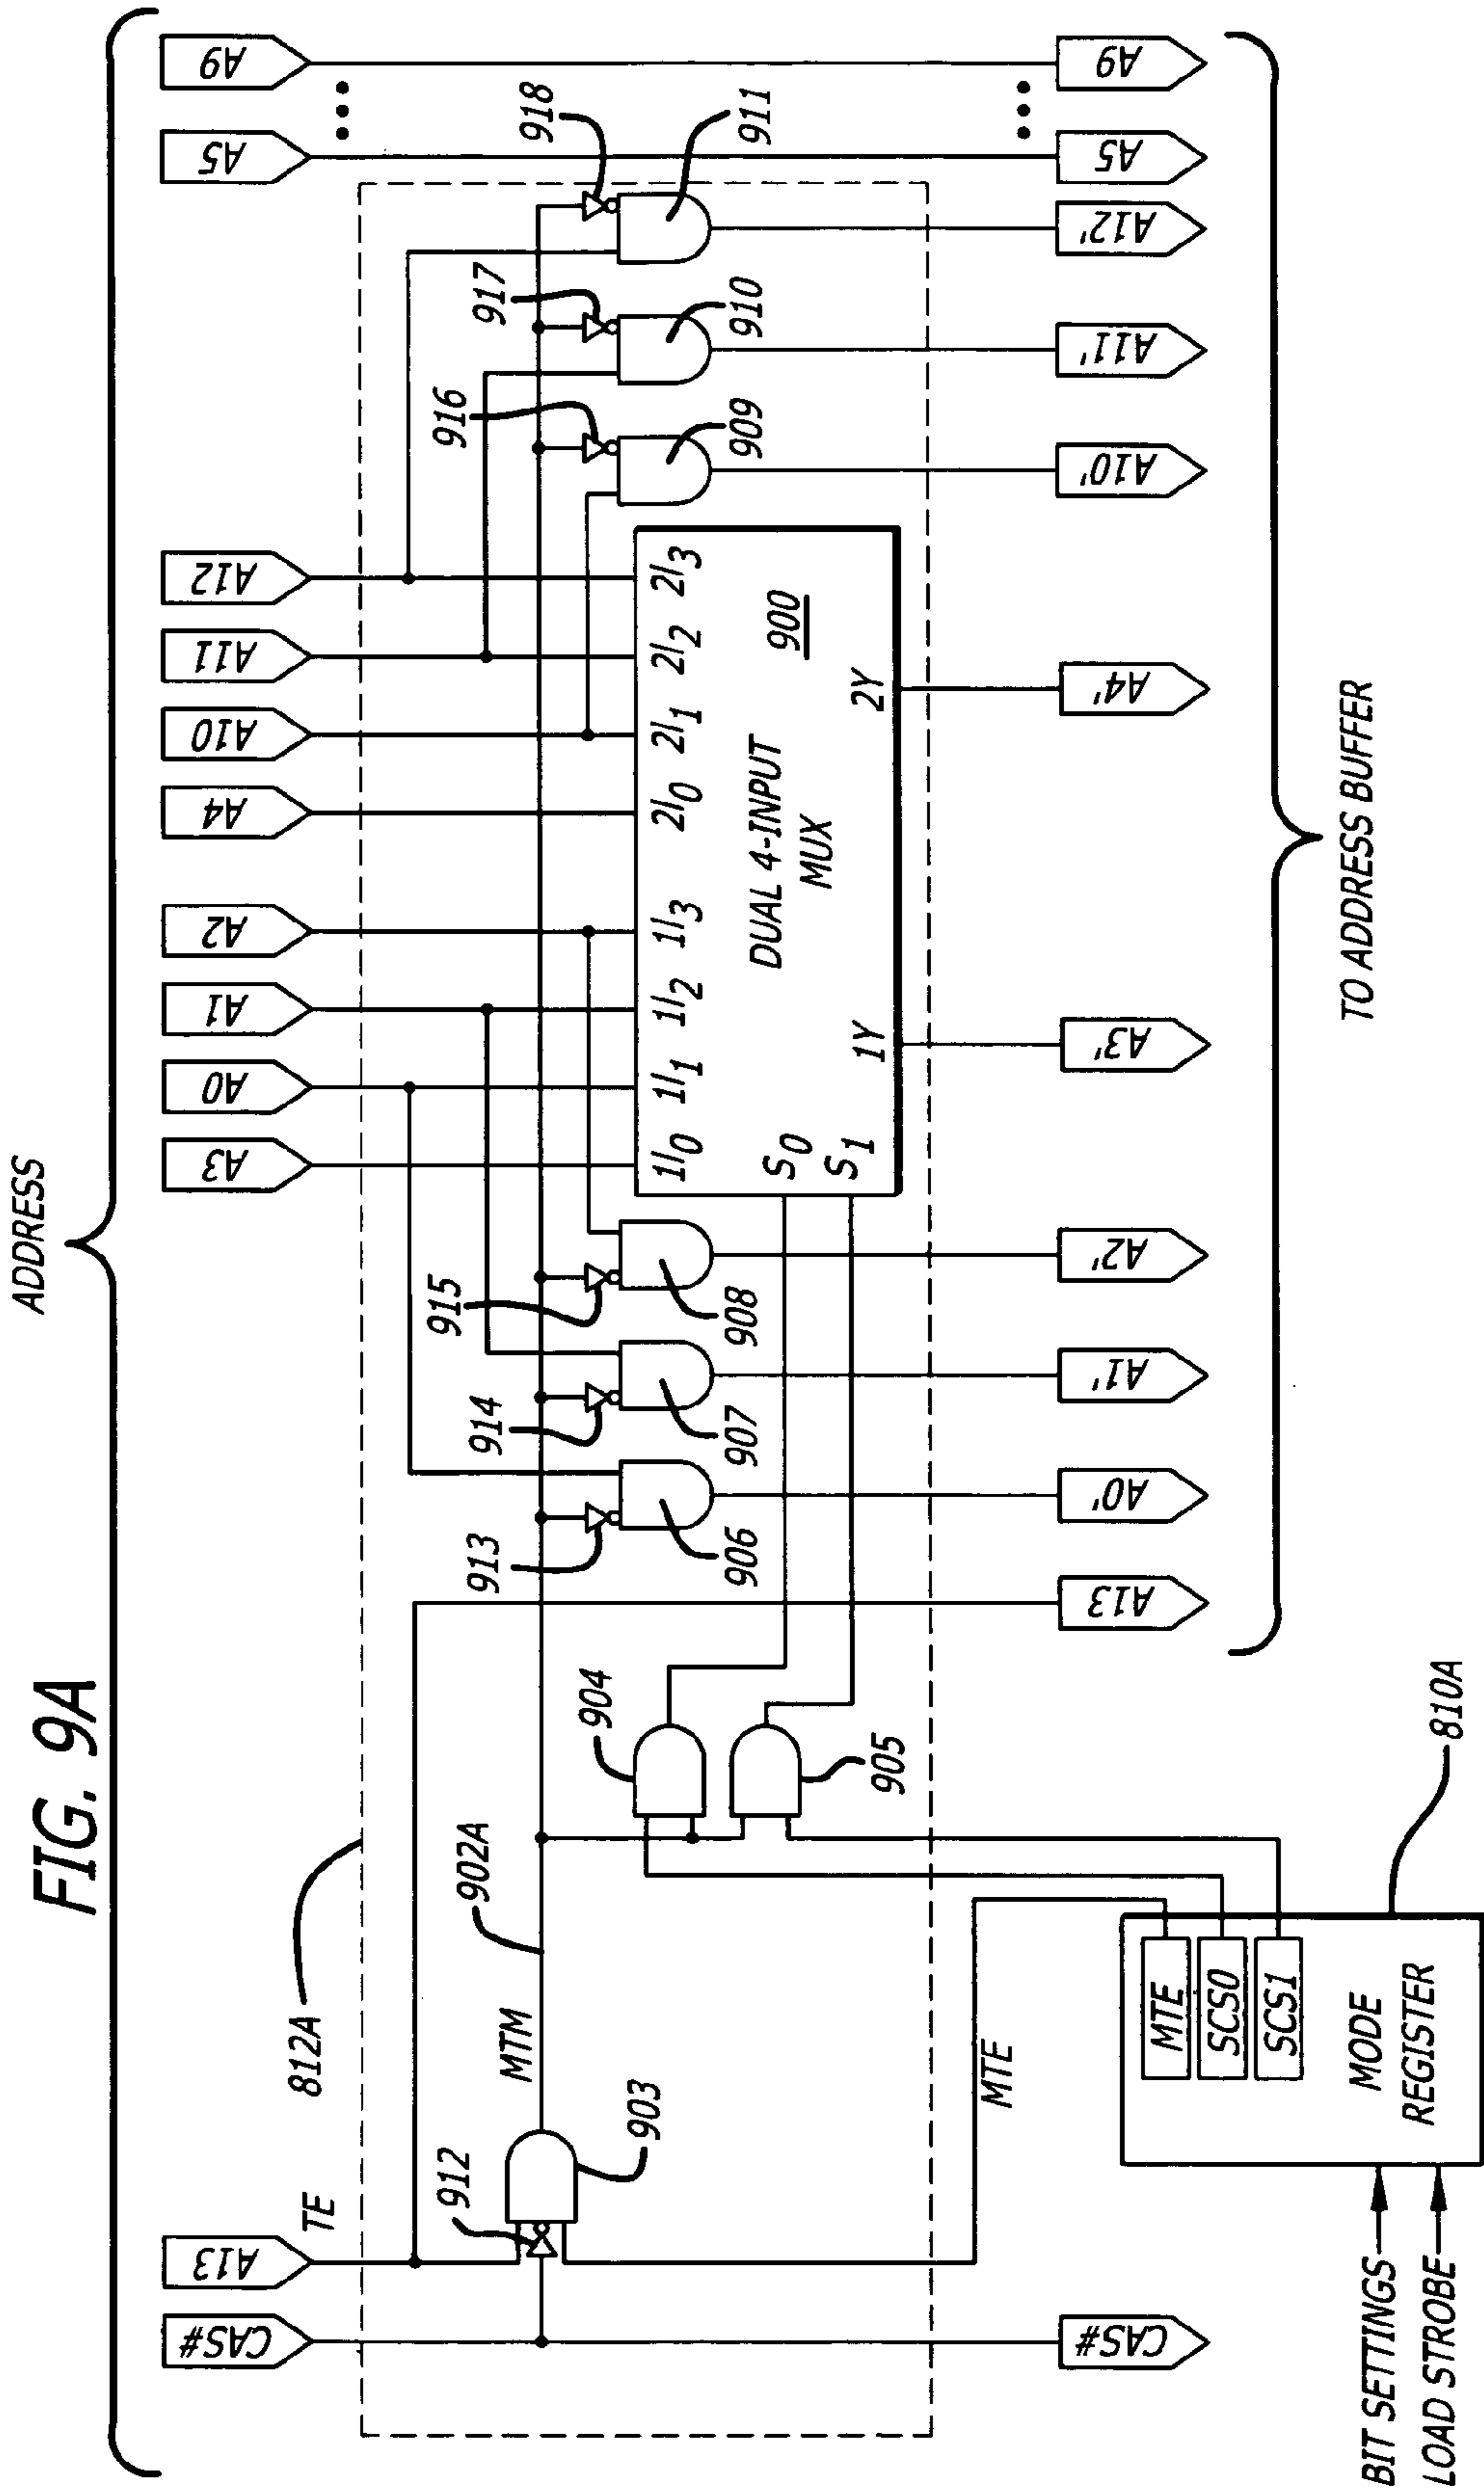 FIG. 9A
ADDRESS
CAS#
A13
TE
A3
A0
A1
A2
A4
A10
A11
A12
A5
A9
812A
912
903
MTM
902A
904
905
913
906
914
907
915
908
1I0
1I1
1I2
1I3
2I0
2I1
2I2
2I3
S0
S1
DUAL 4-INPUT
MUX
900
1Y
2Y
916
909
917
910
918
911
MTE
CAS#
A13
A0'
A1'
A2'
A3'
A4'
A10'
A11'
A12'
A5
A9
TO ADDRESS BUFFER
MTE
SCS0
SCS1
MODE
REGISTER
810A
BIT SETTINGS
LOAD STROBE